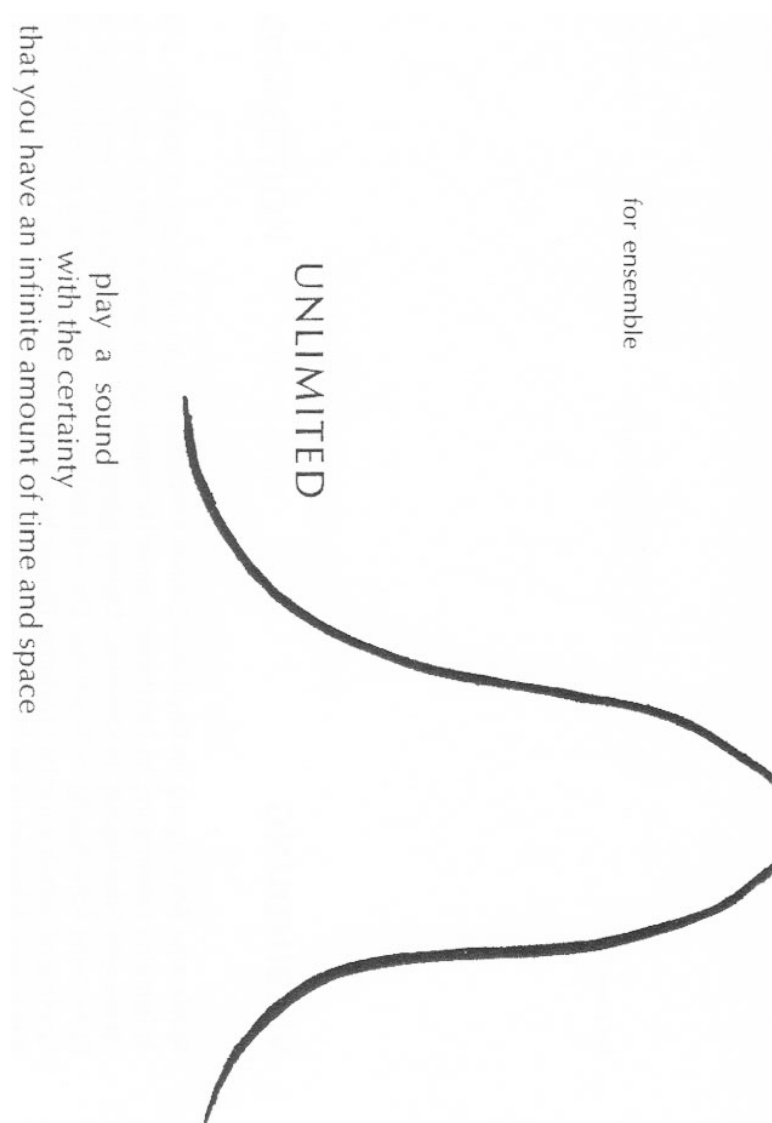 for ensemble
UNLIMITED
play a sound
with the certainty
that you have an infinite amount of time and space